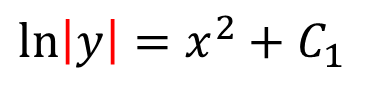 ln|y| = x² + C₁